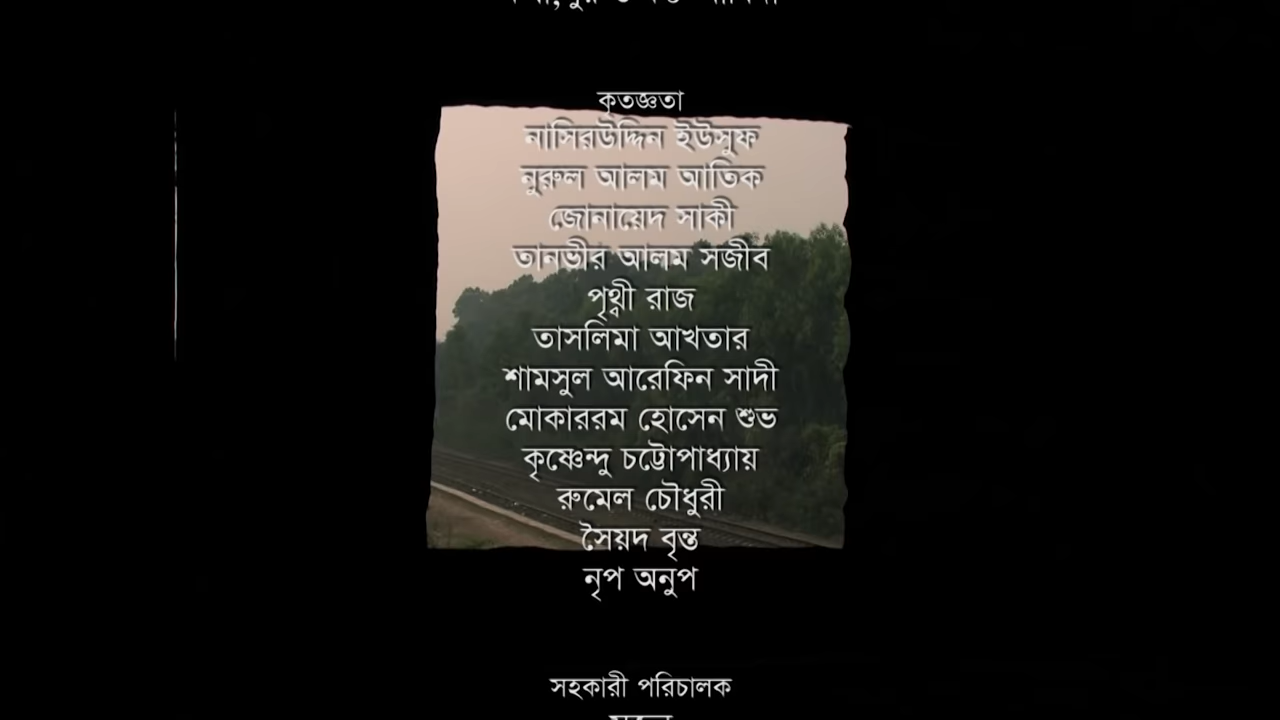 কৃতজ্ঞতা
নাসিরউদ্দিন ইউসুফ
নুরুল আলম আতিক
জোনায়েদ সাকী
তানভীর আলম সজীব
পৃথ্বী রাজ
তাসলিমা আখতার
শামসুল আরেফিন সাদী
মোকাররম হোসেন শুভ
কৃষ্ণেন্দু চট্টোপাধ্যায়
রুমেল চৌধুরী
সৈয়দ বৃন্ত
নৃপ অনুপ
সহকারী পরিচালক